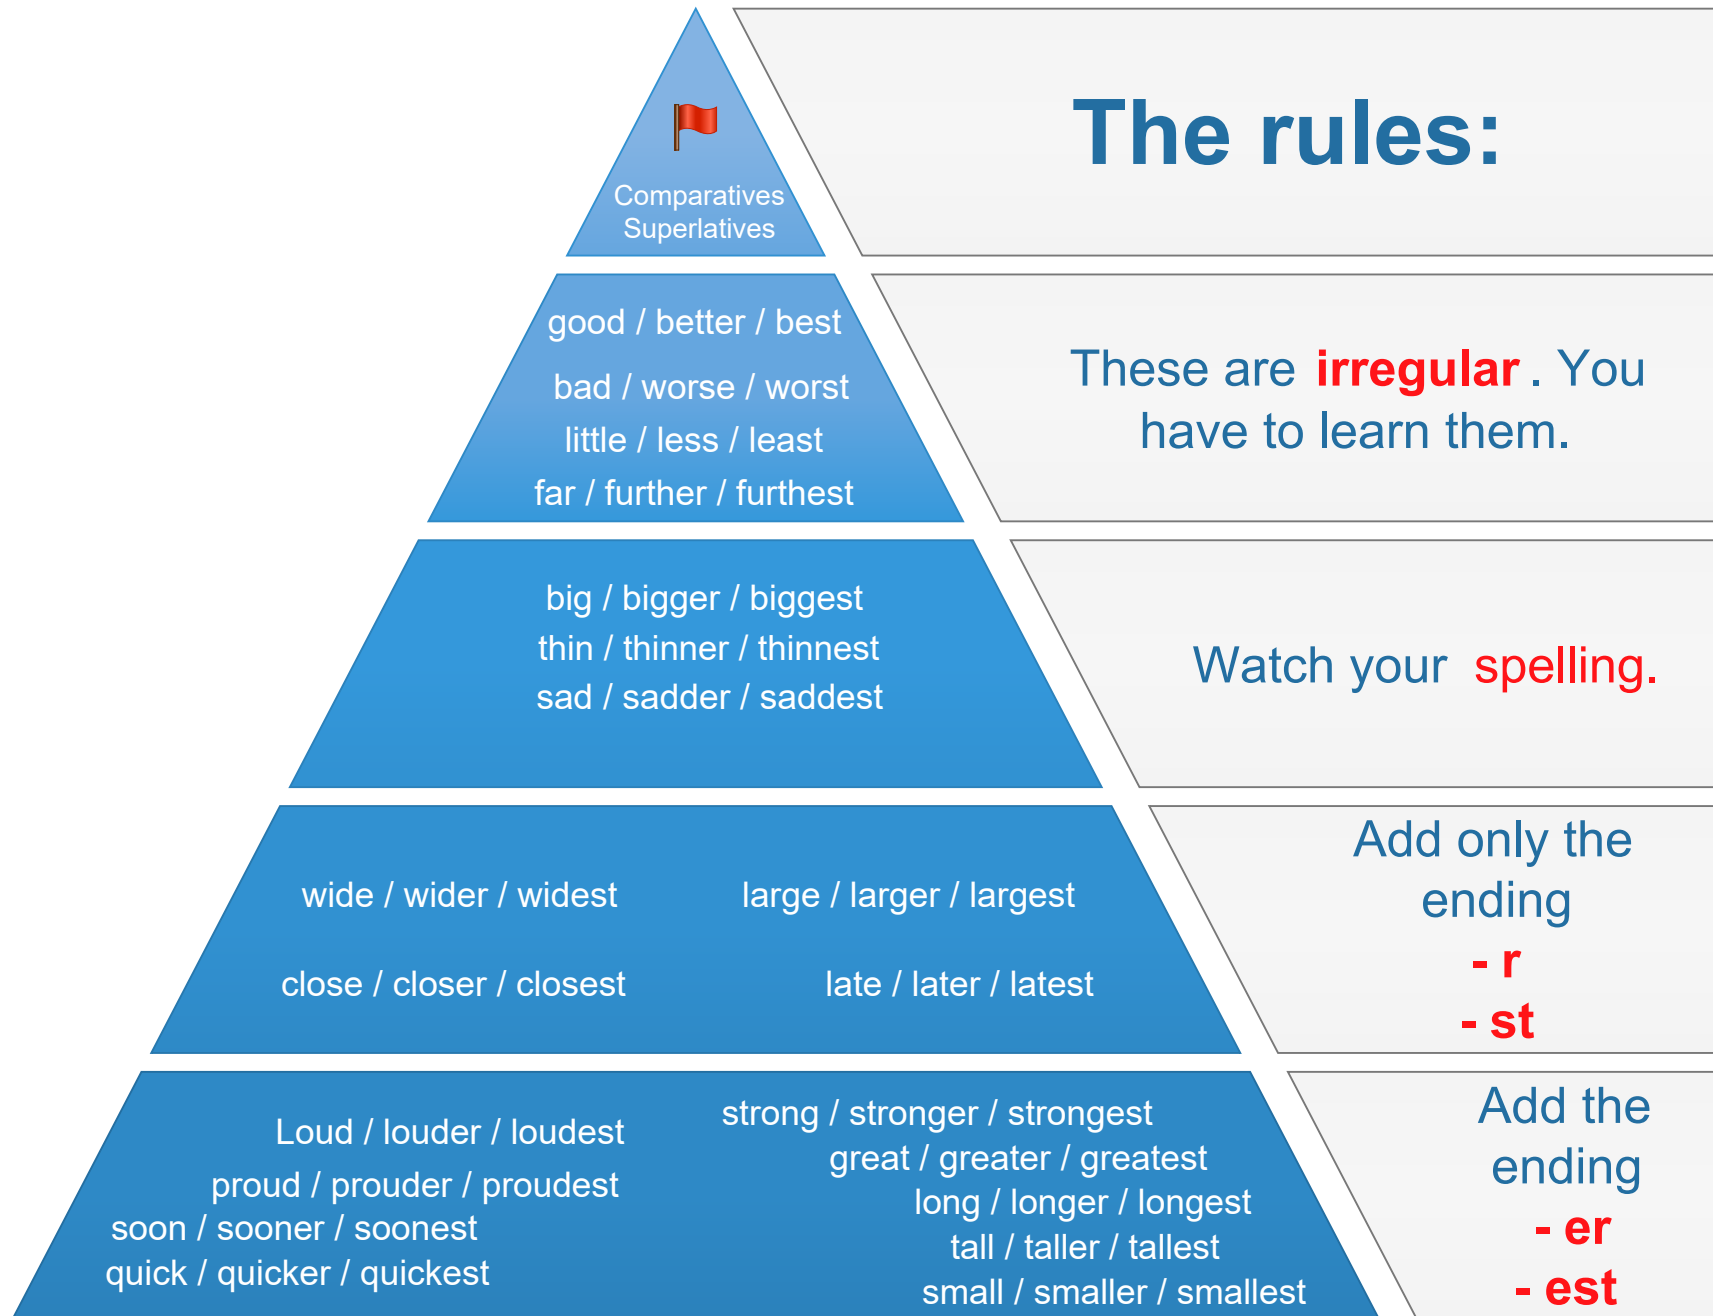 Comparatives
Superlatives
The rules:
good / better / best
bad / worse / worst
little / less / least
far / further / furthest
These are irregular . You
have to learn them.
big / bigger / biggest
thin / thinner / thinnest
sad / sadder / saddest
Watch your spelling.
wide / wider / widest
close / closer / closest
large / larger / largest
late / later / latest
Add only the
ending
- r
- st
Loud / louder / loudest
proud / prouder / proudest
soon / sooner / soonest
quick / quicker / quickest
strong / stronger / strongest
great / greater / greatest
long / longer / longest
tall / taller / tallest
small / smaller / smallest
Add the
ending
- er
- est